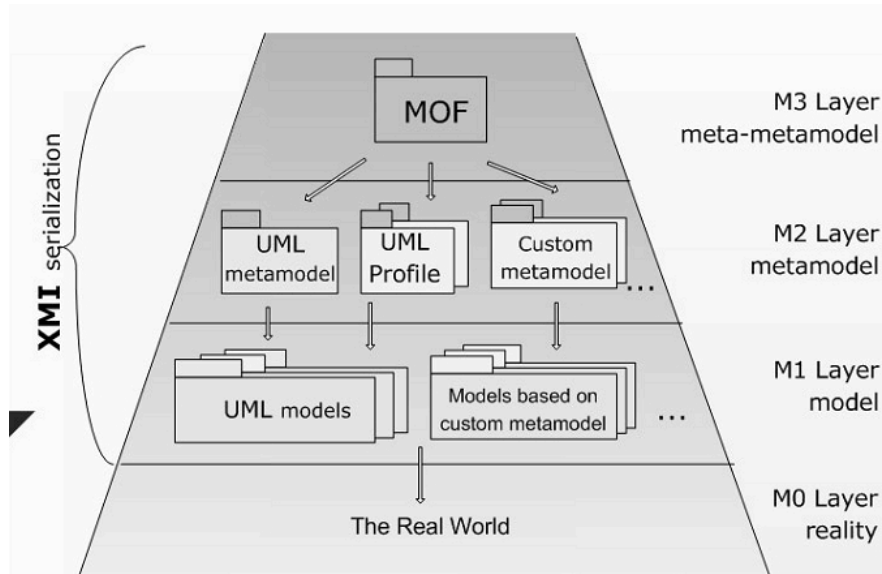 MOF
M3 Layer
meta-metamodel
XMI serialization
UML
metamodel
UML
Profile
Custom
metamodel
...
M2 Layer
metamodel
UML models
Models based on
custom metamodel
...
M1 Layer
model
The Real World
M0 Layer
reality